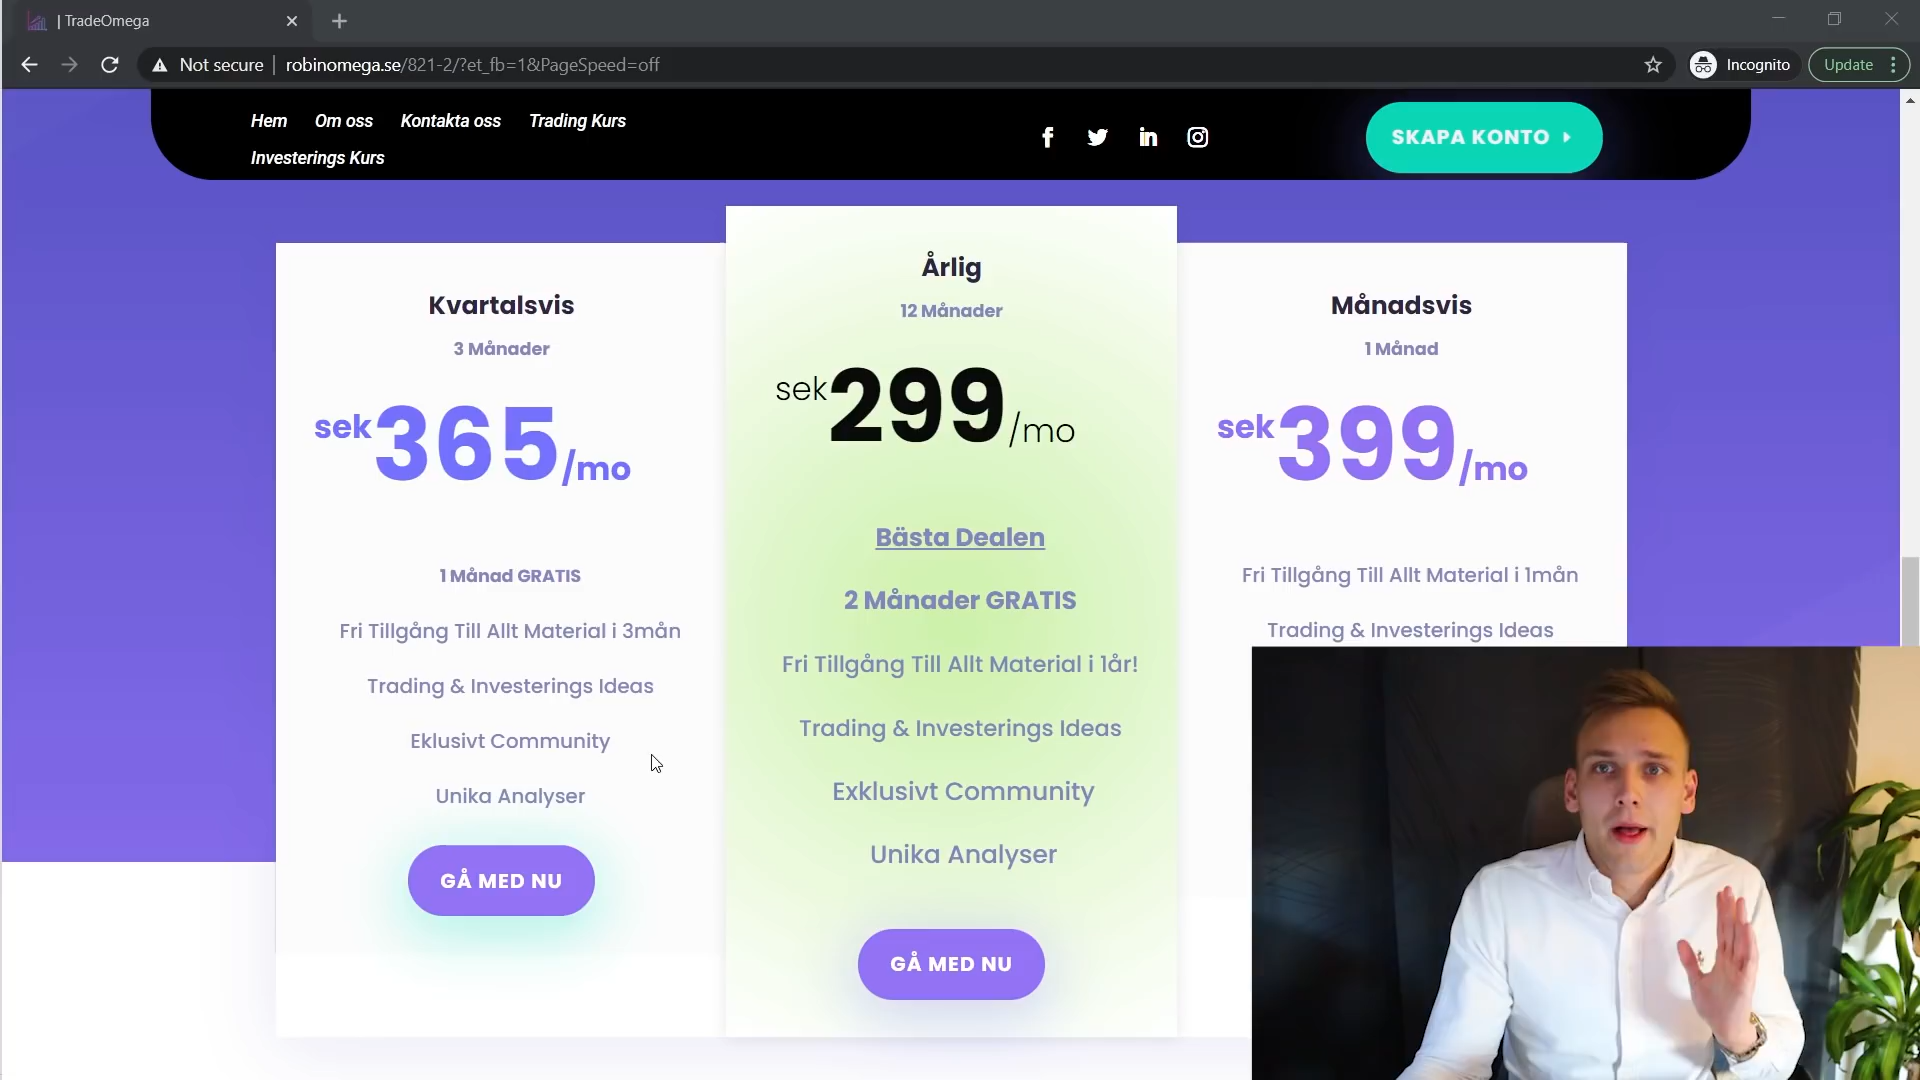 | TradeOmega
Not secure | robinomega.se/821-2/?et_fb=1&PageSpeed=off
Incognito
Update
Hem Om oss Kontakta oss Trading Kurs
Investerings Kurs
SKAPA KONTO
Kvartalsvis
3 Månader
sek365/mo
1 Månad GRATIS
Fri Tillgång Till Allt Material i 3mån
Trading & Investerings Ideas
Eklusivt Community
Unika Analyser
GÅ MED NU
Årlig
12 Månader
sek299/mo
Bästa Dealen
2 Månader GRATIS
Fri Tillgång Till Allt Material i 1år!
Trading & Investerings Ideas
Exklusivt Community
Unika Analyser
GÅ MED NU
Månadsvis
1 Månad
sek399/mo
Fri Tillgång Till Allt Material i 1mån
Trading & Investerings Ideas